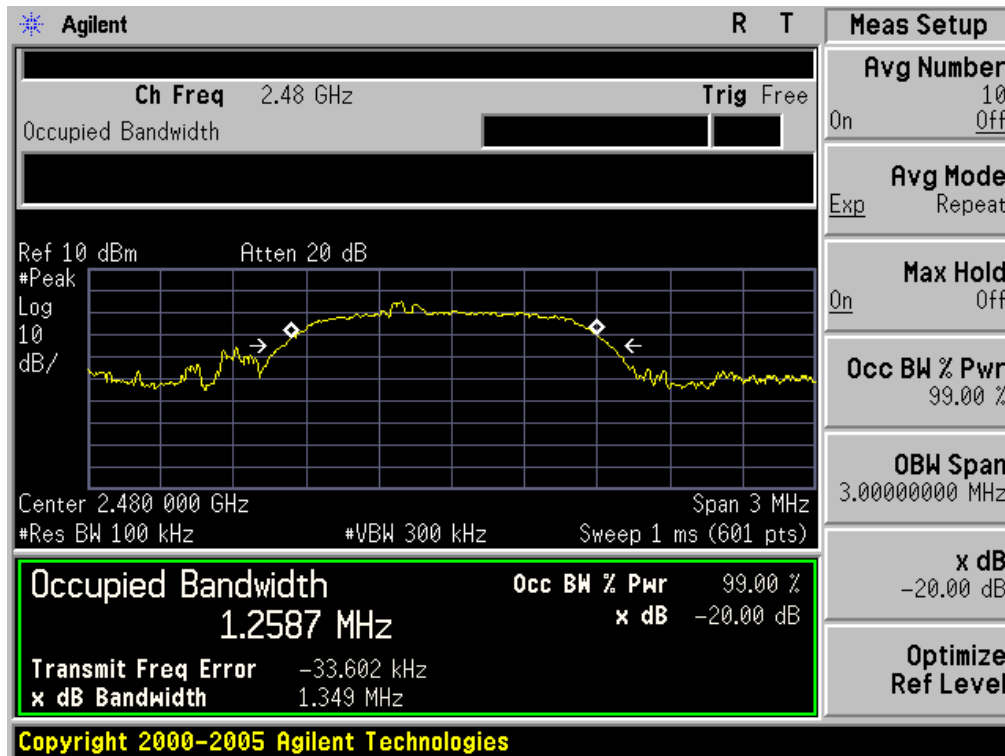 Agilent R T
Meas Setup
Ch Freq 2.48 GHz Trig Free
Occupied Bandwidth
Avg Number
10
On Off
Avg Mode
Exp Repeat
Max Hold
On Off
Occ BW % Pwr
99.00 %
OBW Span
3.00000000 MHz
x dB
-20.00 dB
Optimize
Ref Level
Ref 10 dBm Atten 20 dB
#Peak
Log
10
dB/
Center 2.480 000 GHz Span 3 MHz
#Res BW 100 kHz #VBW 300 kHz Sweep 1 ms (601 pts)
Occupied Bandwidth
1.2587 MHz
Occ BW % Pwr 99.00 %
x dB -20.00 dB
Transmit Freq Error -33.602 kHz
x dB Bandwidth 1.349 MHz
Copyright 2000-2005 Agilent Technologies